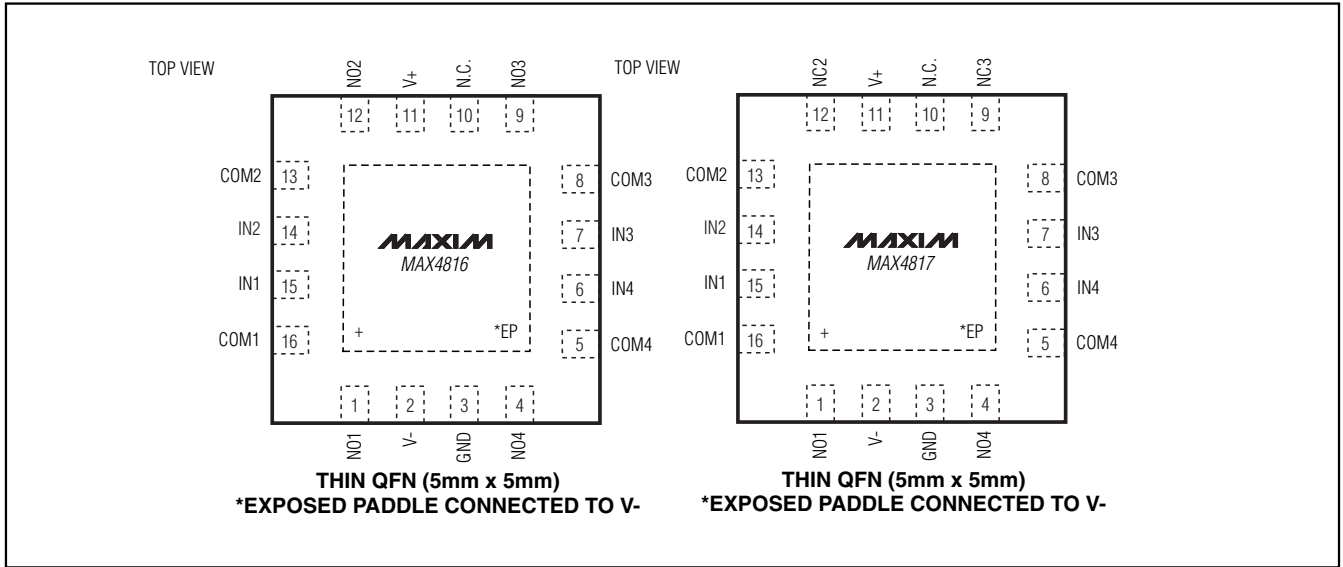 TOP VIEW
NO2 V+ N.C. NO3
12 11 10 9
COM2 13 8 COM3
IN2 14 7 IN3
MAXIM
MAX4816
IN1 15 6 IN4
COM1 16 + *EP 5 COM4
1 2 3 4
NO1 V- GND NO4
THIN QFN (5mm x 5mm)
*EXPOSED PADDLE CONNECTED TO V-
TOP VIEW
NC2 V+ N.C. NC3
12 11 10 9
COM2 13 8 COM3
IN2 14 7 IN3
MAXIM
MAX4817
IN1 15 6 IN4
COM1 16 + *EP 5 COM4
1 2 3 4
NO1 V- GND NO4
THIN QFN (5mm x 5mm)
*EXPOSED PADDLE CONNECTED TO V-